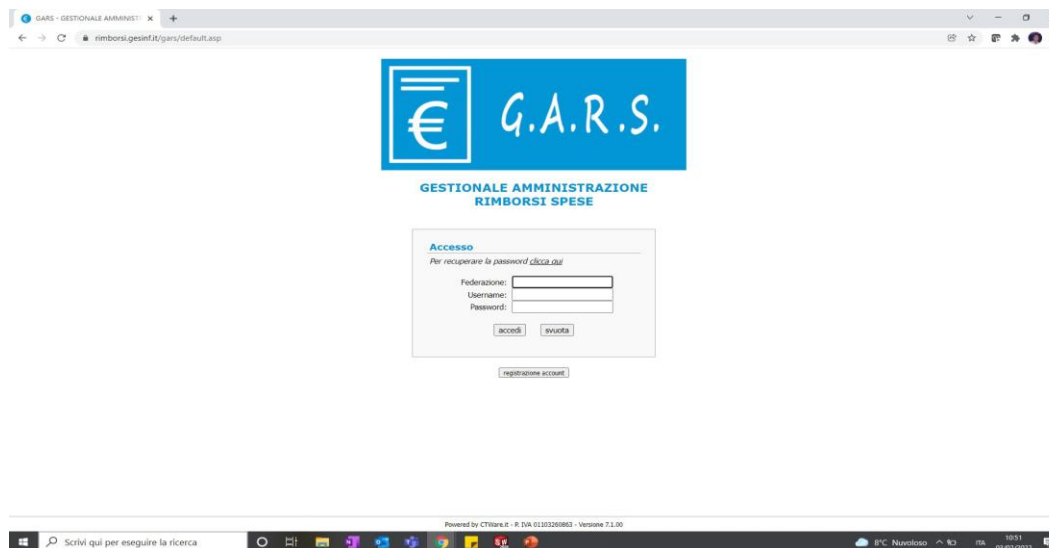 GARS - GESTIONALE AMMINIST
rimborsi.gesinf.it/gars/default.asp
€ G.A.R.S.
GESTIONALE AMMINISTRAZIONE
RIMBORSI SPESE
Accesso
Per recuperare la password clicca qui
Federazione:
Username:
Password:
accedi svuota
registrazione account
Powered by CTWare.it - P. IVA 01103260863 - Versione 7.1.00
Scrivi qui per eseguire la ricerca
8°C Nuvoloso ITA 10:51